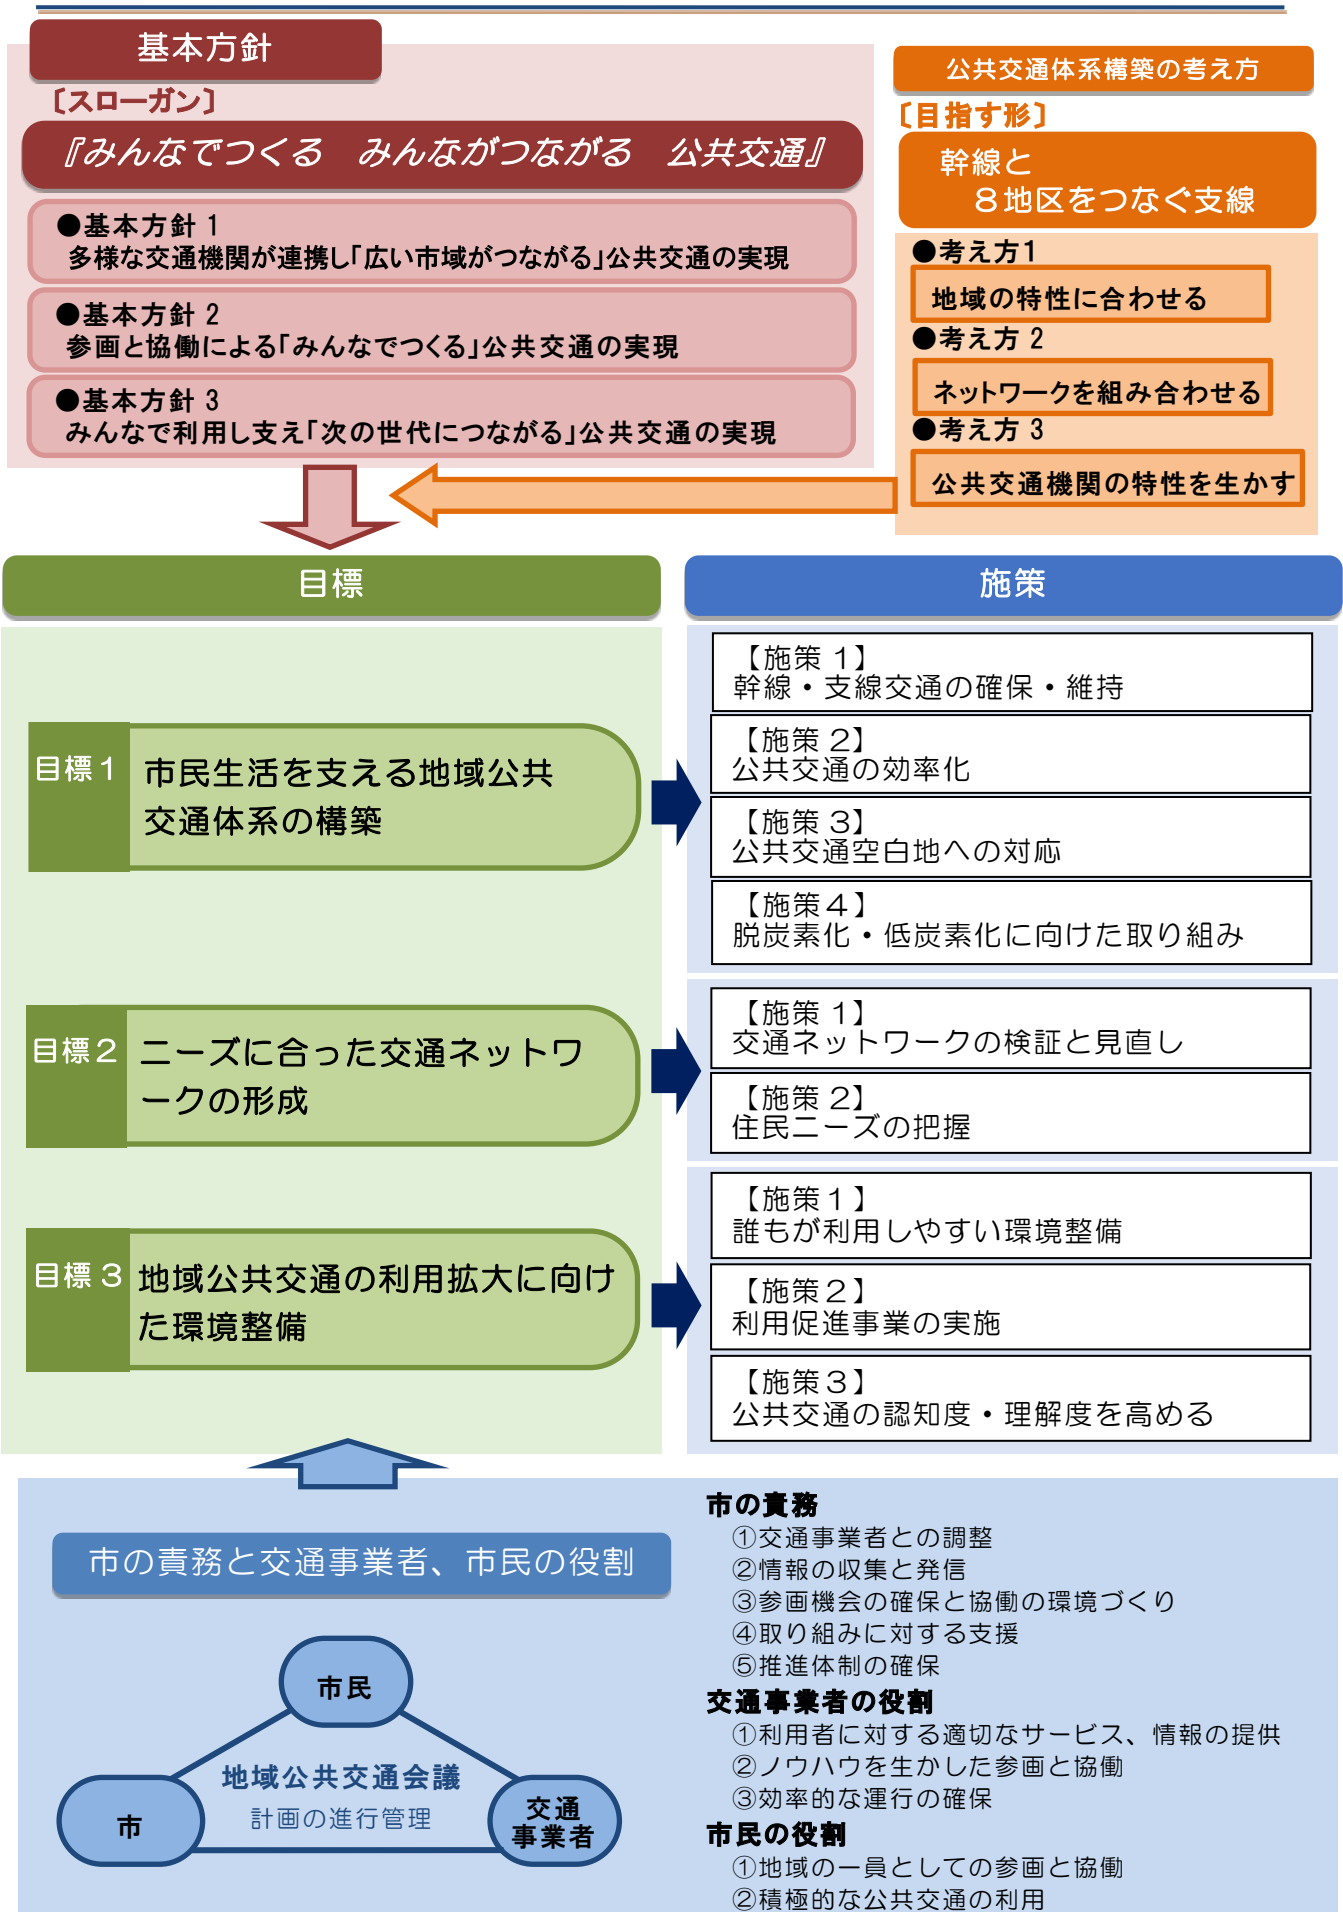 基本方針
〔スローガン〕
『みんなでつくる　みんながつながる　公共交通』
●基本方針 1
多様な交通機関が連携し「広い市域がつながる」公共交通の実現
●基本方針 2
参画と協働による「みんなでつくる」公共交通の実現
●基本方針 3
みんなで利用し支え「次の世代につながる」公共交通の実現
公共交通体系構築の考え方
〔目指す形〕
幹線と
８地区をつなぐ支線
●考え方1
地域の特性に合わせる
●考え方 2
ネットワークを組み合わせる
●考え方 3
公共交通機関の特性を生かす
目標
施策
目標１
市民生活を支える地域公共
交通体系の構築
【施策 1】
幹線・支線交通の確保・維持
【施策 2】
公共交通の効率化
【施策 3】
公共交通空白地への対応
【施策４】
脱炭素化・低炭素化に向けた取り組み
目標２
ニーズに合った交通ネットワ
ークの形成
【施策 1】
交通ネットワークの検証と見直し
【施策 2】
住民ニーズの把握
目標３
地域公共交通の利用拡大に向け
た環境整備
【施策１】
誰もが利用しやすい環境整備
【施策２】
利用促進事業の実施
【施策３】
公共交通の認知度・理解度を高める
市の責務と交通事業者、市民の役割
市民
地域公共交通会議
計画の進行管理
市
交通
事業者
市の責務
①交通事業者との調整
②情報の収集と発信
③参画機会の確保と協働の環境づくり
④取り組みに対する支援
⑤推進体制の確保
交通事業者の役割
①利用者に対する適切なサービス、情報の提供
②ノウハウを生かした参画と協働
③効率的な運行の確保
市民の役割
①地域の一員としての参画と協働
②積極的な公共交通の利用